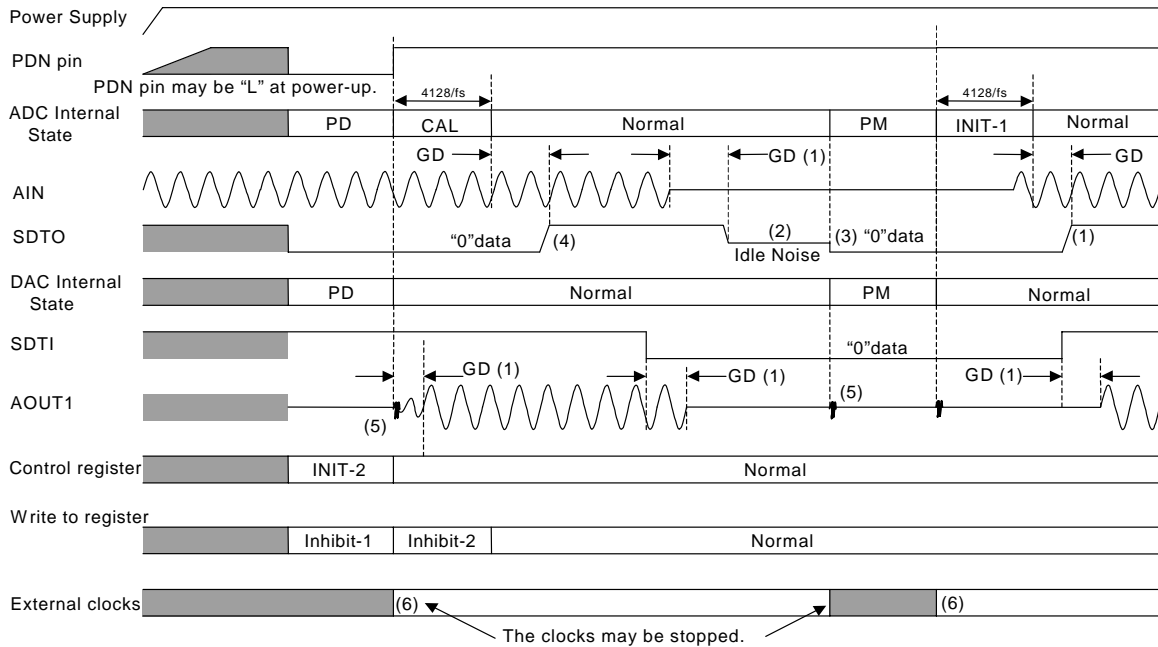 Power Supply
PDN pin
PDN pin may be "L" at power-up.
4128/fs
4128/fs
ADC Internal
State
PD
CAL
Normal
PM
INIT-1
Normal
GD
GD (1)
GD
AIN
SDTO
"0"data
(4)
(2)
Idle Noise
(3) "0"data
(1)
DAC Internal
State
PD
Normal
PM
Normal
SDTI
"0"data
GD (1)
GD (1)
GD (1)
AOUT1
(5)
(5)
Control register
INIT-2
Normal
Write to register
Inhibit-1
Inhibit-2
Normal
External clocks
(6)
(6)
The clocks may be stopped.